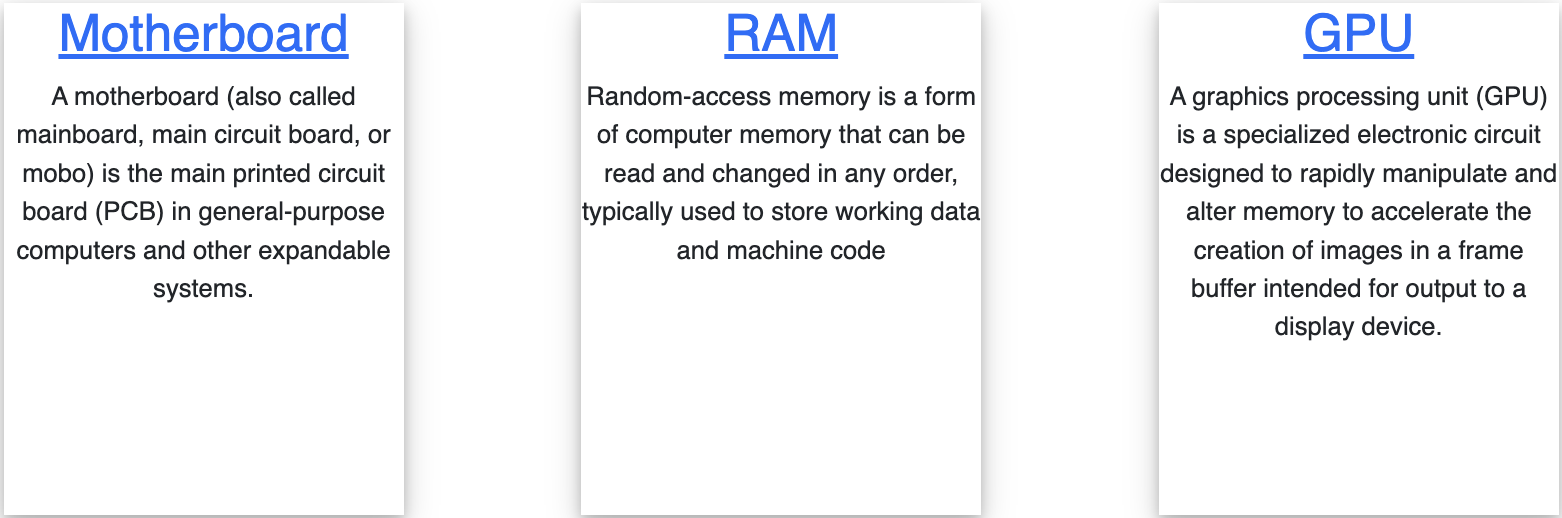 Motherboard
A motherboard (also called
mainboard, main circuit board, or
mobo) is the main printed circuit
board (PCB) in general-purpose
computers and other expandable
systems.
RAM
Random-access memory is a form
of computer memory that can be
read and changed in any order,
typically used to store working data
and machine code
GPU
A graphics processing unit (GPU)
is a specialized electronic circuit
designed to rapidly manipulate and
alter memory to accelerate the
creation of images in a frame
buffer intended for output to a
display device.